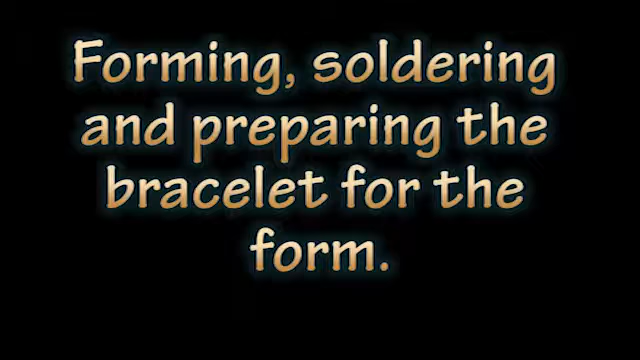 Forming, soldering
and preparing the
bracelet for the
form.